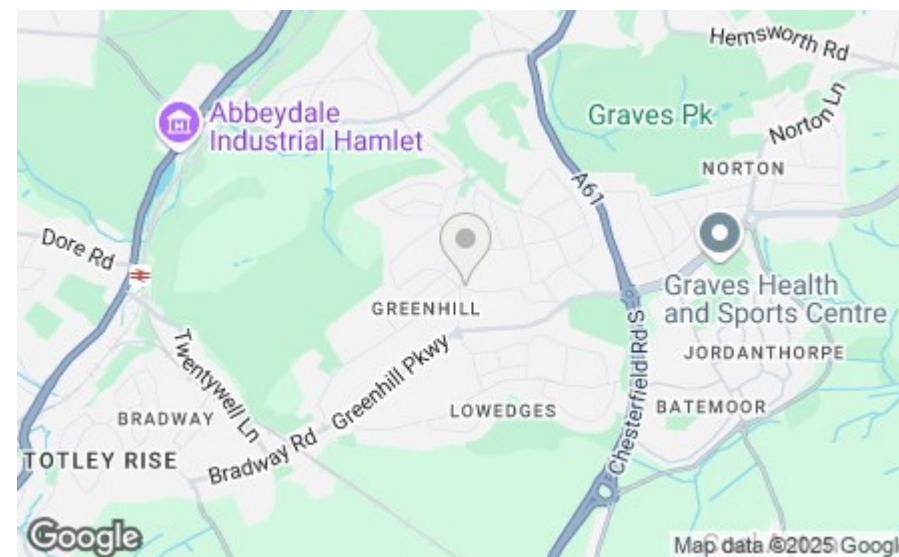 Hemsworth Rd
Abbeydale
Industrial Hamlet
Graves Pk
Norton Ln
NORTON
A61
Dore Rd
Graves Health
and Sports Centre
GREENHILL
Twentywell Ln
Greenhill Pkwy
Chesterfield Rd S
JORDANTHORPE
BRADWAY
LOWEDGES
BATEMOOR
TOTLEY RISE
Bradway Rd
Google
Map data ©2025 Googl